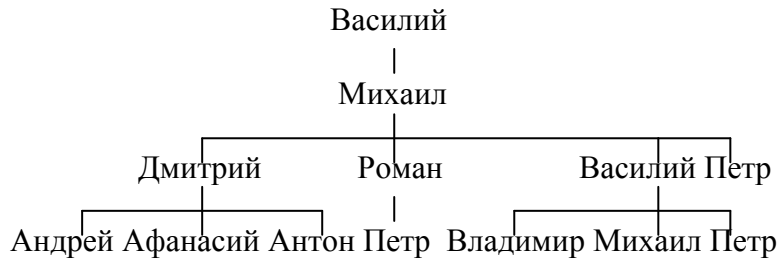 Василий
Михаил
Дмитрий Роман Василий Петр
Андрей Афанасий Антон Петр Владимир Михаил Петр